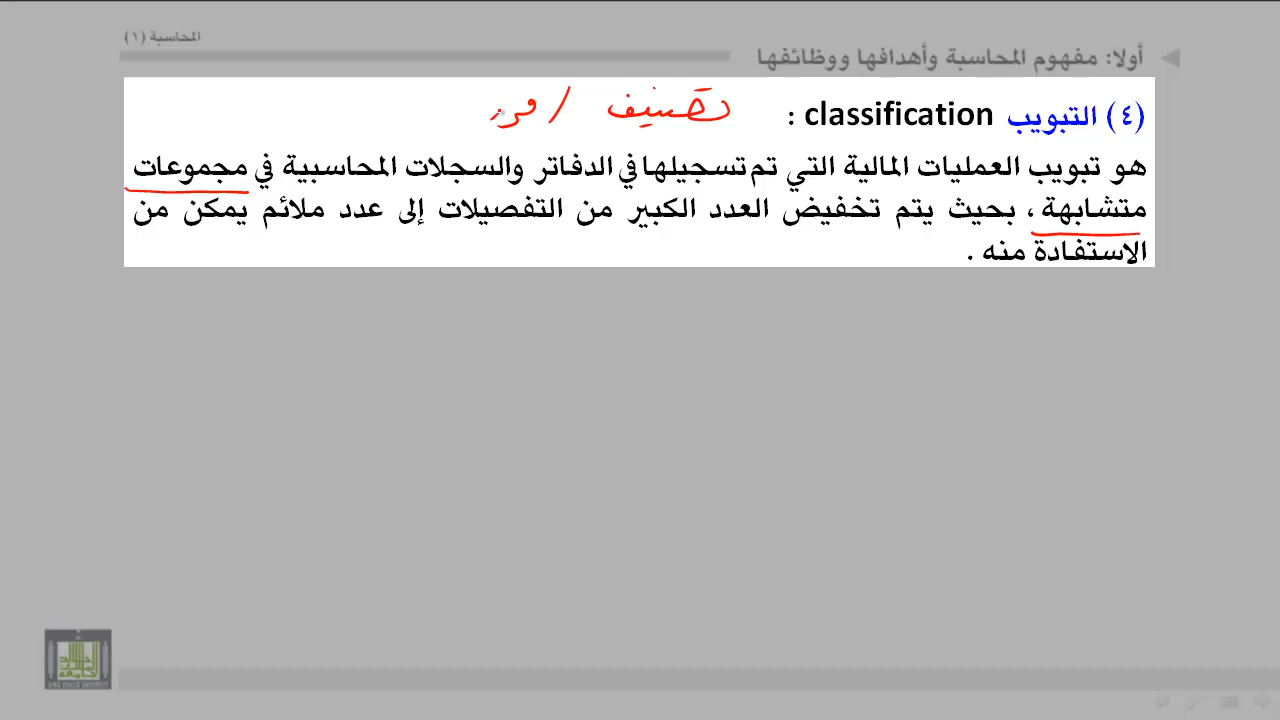 المحاسبة (١)
أولا: مفهوم المحاسبة وأهدافها ووظائفها
(٤) التبويب classification : تصنيف / فرز
هو تبويب العمليات المالية التي تم تسجيلها في الدفاتر والسجلات المحاسبية في مجموعات
متشابهة ، بحيث يتم تخفيض العدد الكبير من التفصيلات إلى عدد ملائم يمكن من
الاستفادة منه .